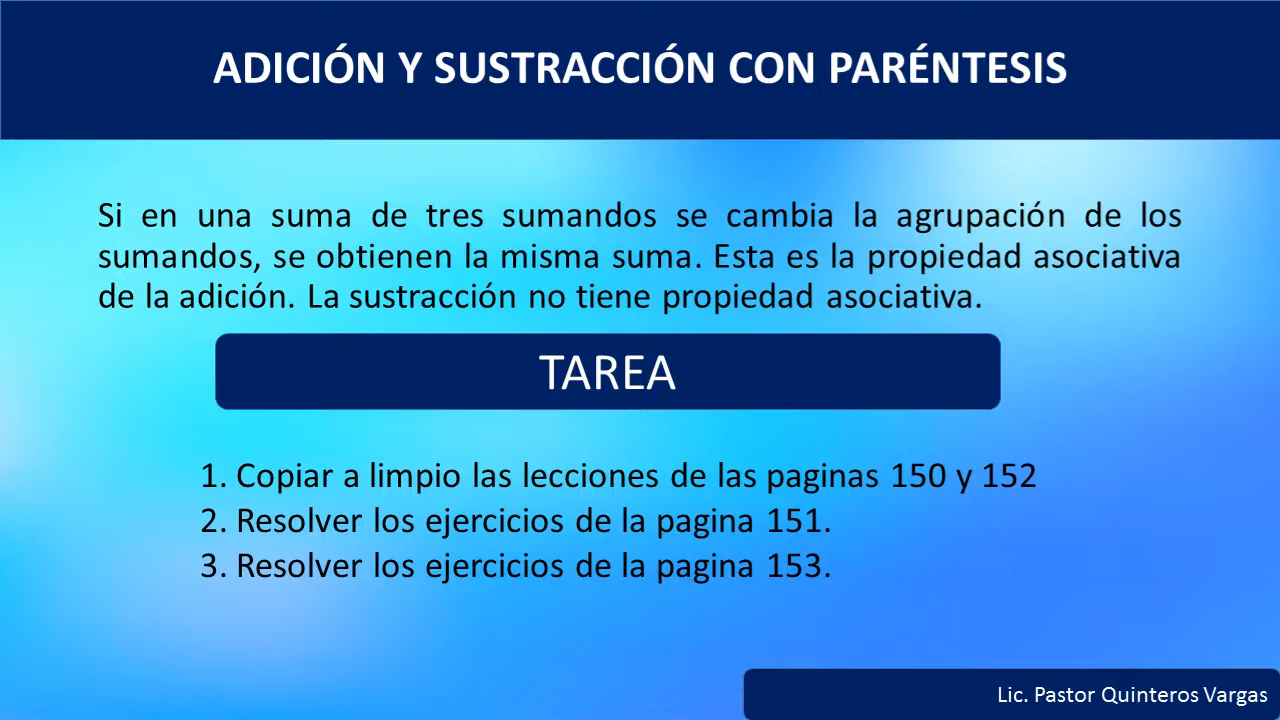 ADICIÓN Y SUSTRACCIÓN CON PARÉNTESIS
Si en una suma de tres sumandos se cambia la agrupación de los
sumandos, se obtienen la misma suma. Esta es la propiedad asociativa
de la adición. La sustracción no tiene propiedad asociativa.
TAREA
1. Copiar a limpio las lecciones de las paginas 150 y 152
2. Resolver los ejercicios de la pagina 151.
3. Resolver los ejercicios de la pagina 153.
Lic. Pastor Quinteros Vargas